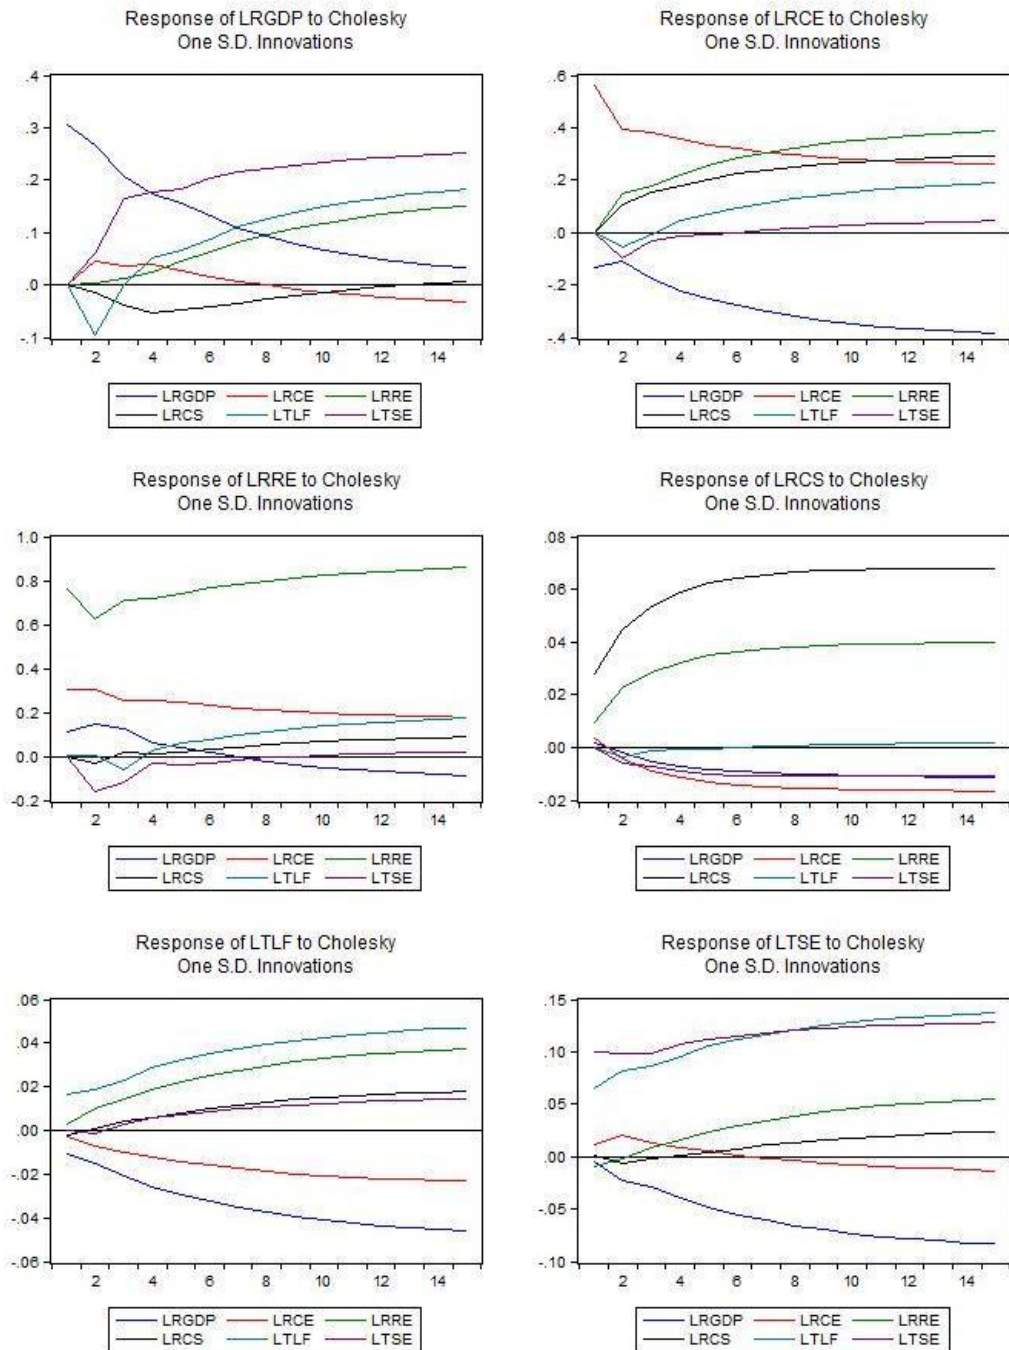 Response of LRGDP to Cholesky
One S.D. Innovations
.4
.3
.2
.1
.0
-.1
2 4 6 8 10 12 14
LRGDP LRCE LRRE
LRCS LTLF LTSE
Response of LRCE to Cholesky
One S.D. Innovations
.6
.4
.2
.0
-.2
-.4
2 4 6 8 10 12 14
LRGDP LRCE LRRE
LRCS LTLF LTSE
Response of LRRE to Cholesky
One S.D. Innovations
1.0
0.8
0.6
0.4
0.2
0.0
-0.2
2 4 6 8 10 12 14
LRGDP LRCE LRRE
LRCS LTLF LTSE
Response of LRCS to Cholesky
One S.D. Innovations
.08
.06
.04
.02
.00
-.02
2 4 6 8 10 12 14
LRGDP LRCE LRRE
LRCS LTLF LTSE
Response of LTLF to Cholesky
One S.D. Innovations
.06
.04
.02
.00
-.02
-.04
-.06
2 4 6 8 10 12 14
LRGDP LRCE LRRE
LRCS LTLF LTSE
Response of LTSE to Cholesky
One S.D. Innovations
.15
.10
.05
.00
-.05
-.10
2 4 6 8 10 12 14
LRGDP LRCE LRRE
LRCS LTLF LTSE